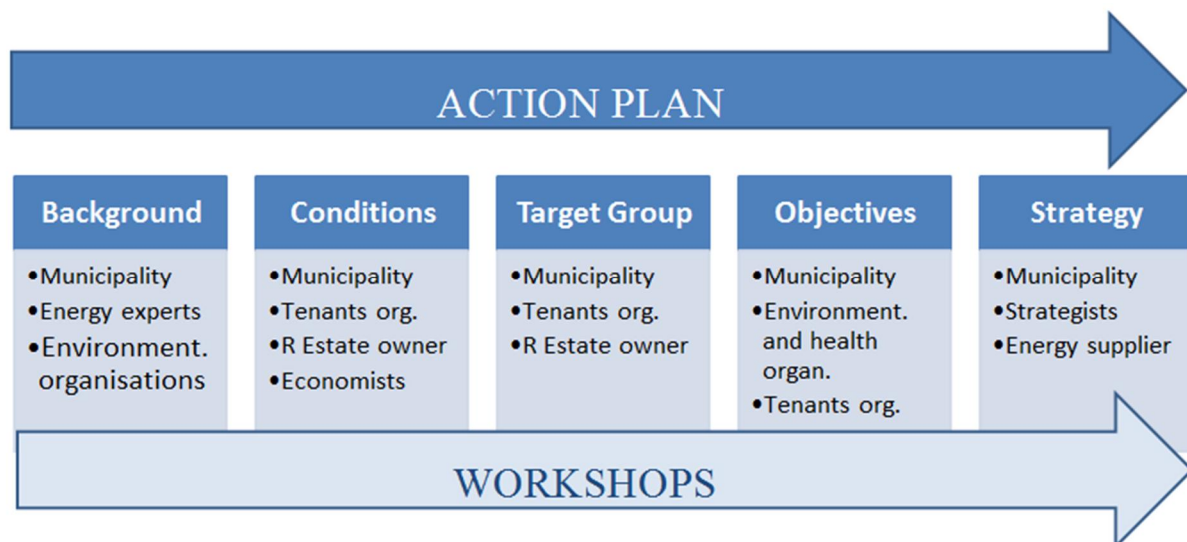 ACTION PLAN
Background
•Municipality
•Energy experts
•Environment.
organisations
Conditions
•Municipality
•Tenants org.
•R Estate owner
•Economists
Target Group
•Municipality
•Tenants org.
•R Estate owner
Objectives
•Municipality
•Environment.
and health
organ.
•Tenants org.
Strategy
•Municipality
•Strategists
•Energy supplier
WORKSHOPS